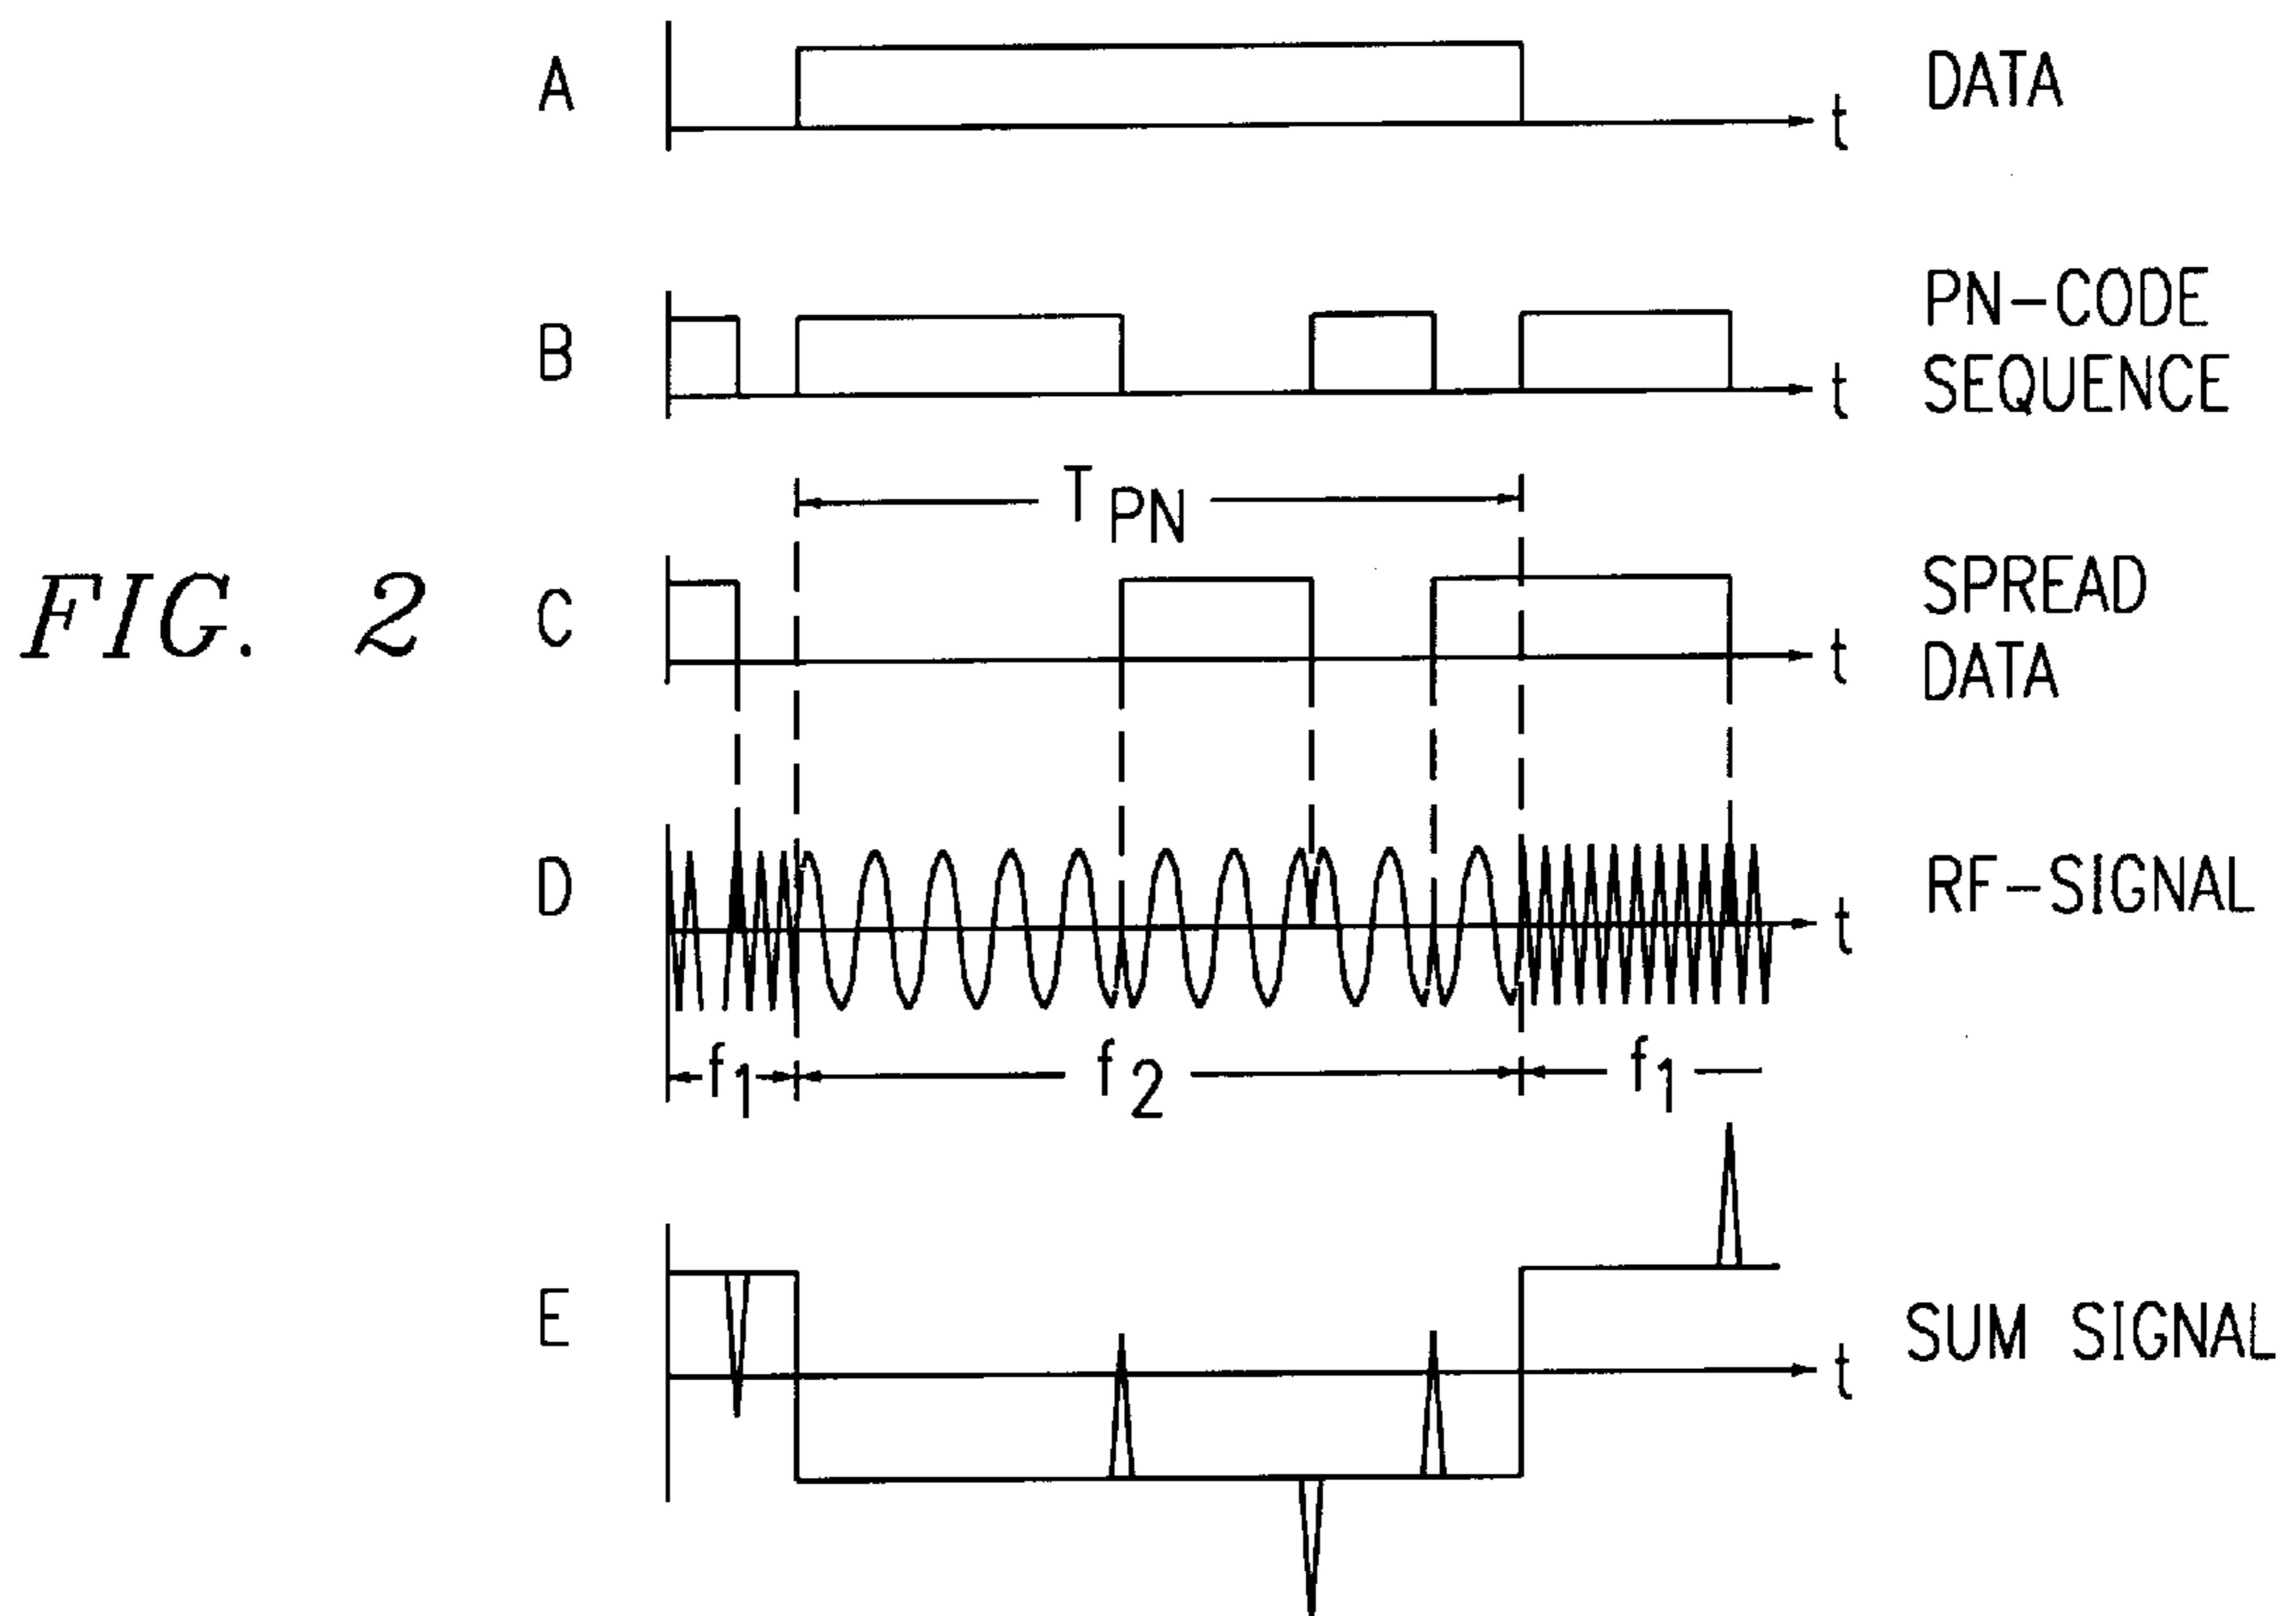 A
t
DATA
B
t
PN-CODE
SEQUENCE
T PN
FIG. 2
C
t
SPREAD
DATA
D
t
RF-SIGNAL
f1
f2
f1
E
t
SUM SIGNAL